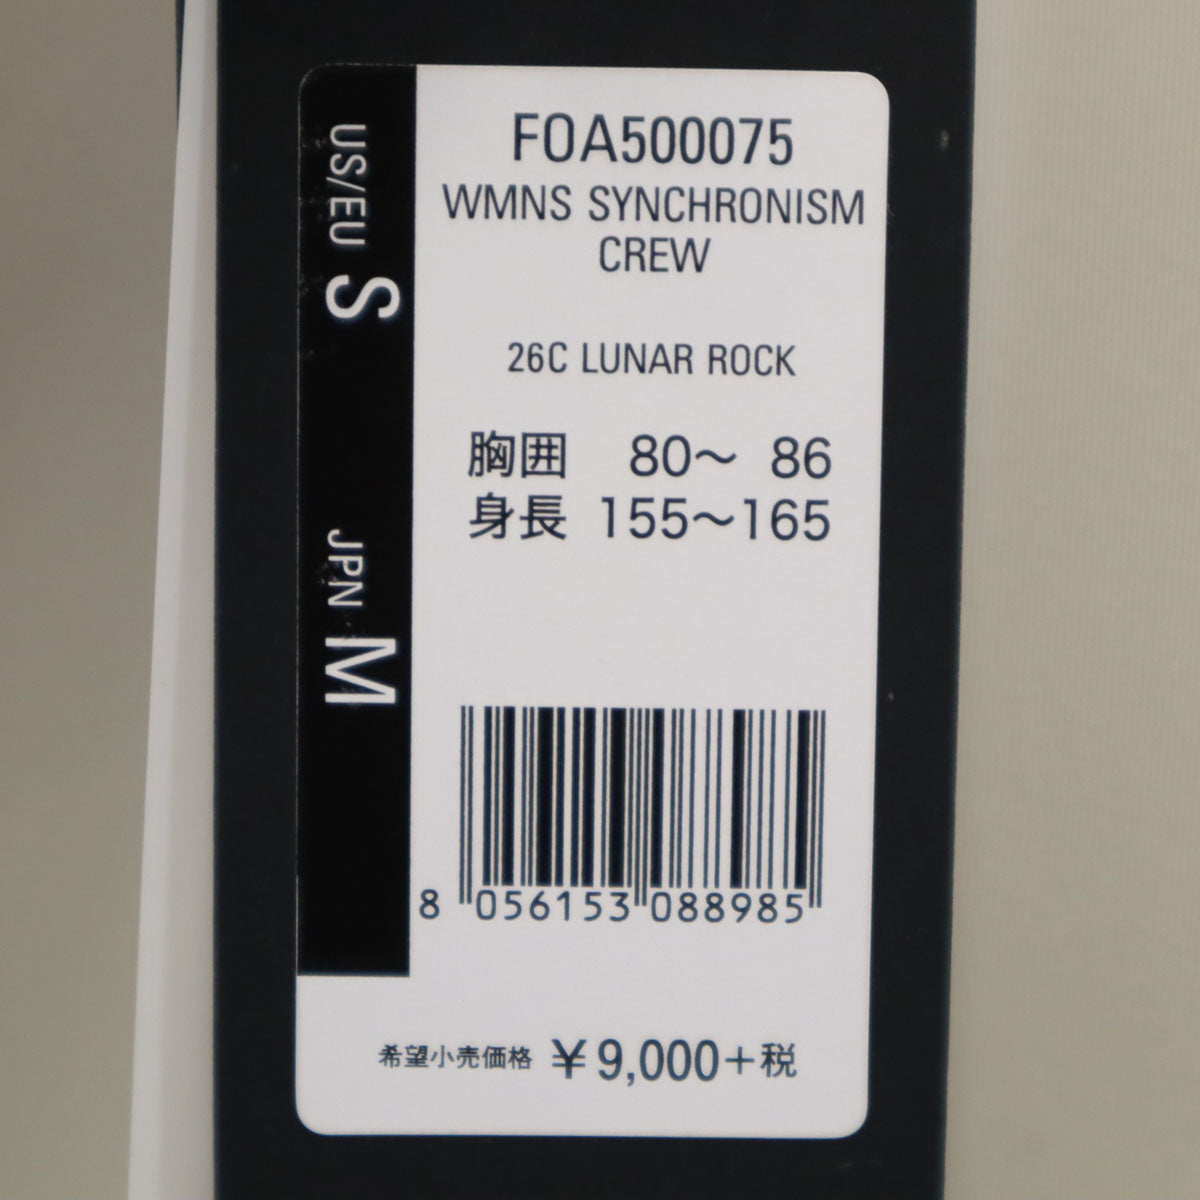 FOA500075
WMNS SYNCHRONISM
CREW
26C LUNAR ROCK
胸囲 80～ 86
身長 155～165
US/EU S JPN M
8 056153 088985
希望小売価格 ¥9,000+税